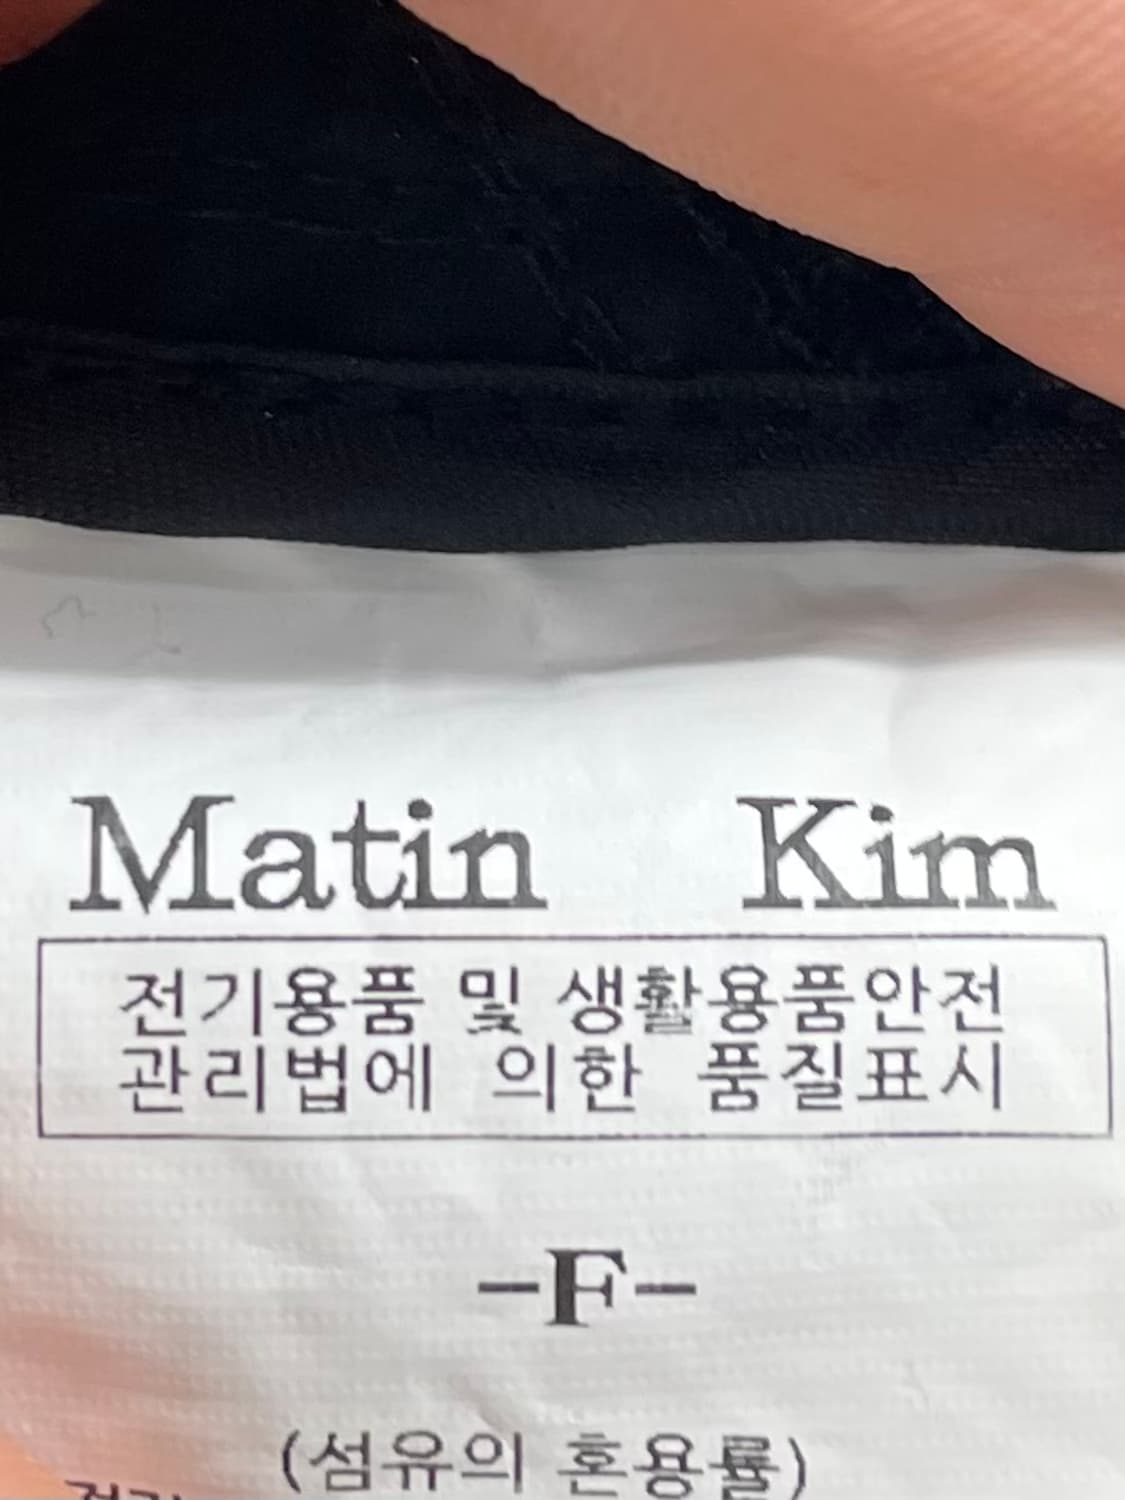 Matin Kim
전기용품 및 생활용품안전
관리법에 의한 품질표시
-F-
(섬유의 혼용률)